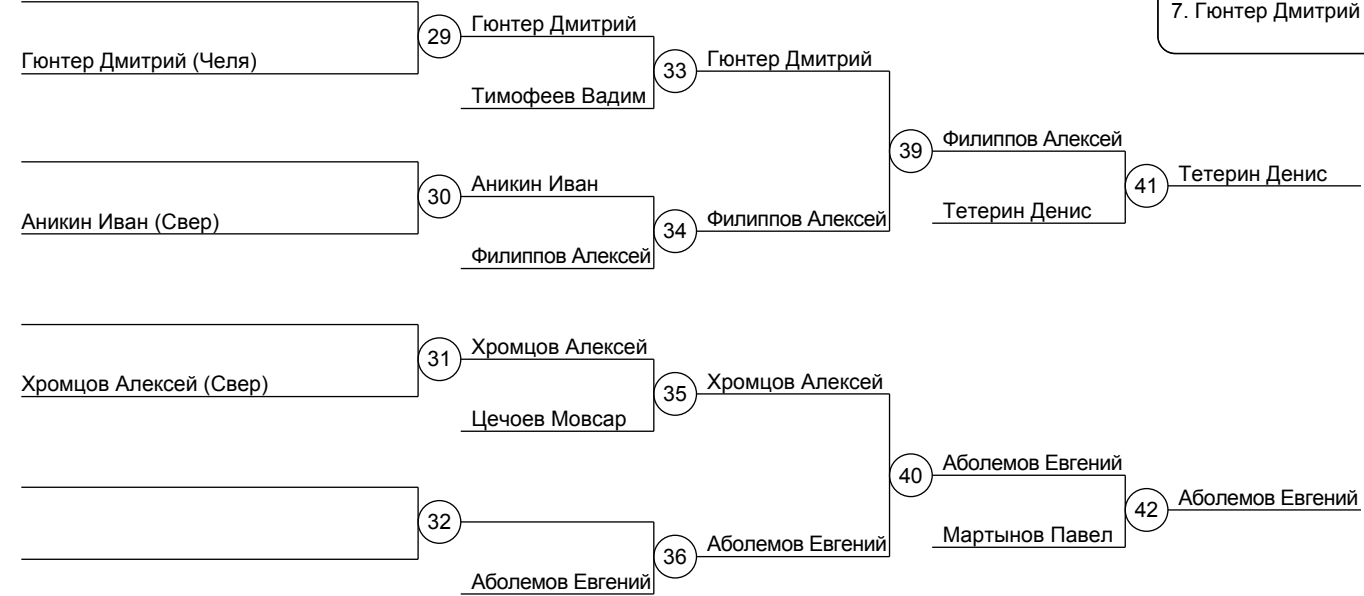 7. Гюнтер Дмитрий
29
Гюнтер Дмитрий
Гюнтер Дмитрий (Челя)
33
Гюнтер Дмитрий
Тимофеев Вадим
39
Филиппов Алексей
30
Аникин Иван
41
Тетерин Денис
Аникин Иван (Свер)
34
Филиппов Алексей
Тетерин Денис
Филиппов Алексей
31
Хромцов Алексей
Хромцов Алексей (Свер)
35
Хромцов Алексей
Цечоев Мовсар
40
Аболемов Евгений
42
Аболемов Евгений
32
Мартынов Павел
36
Аболемов Евгений
Аболемов Евгений